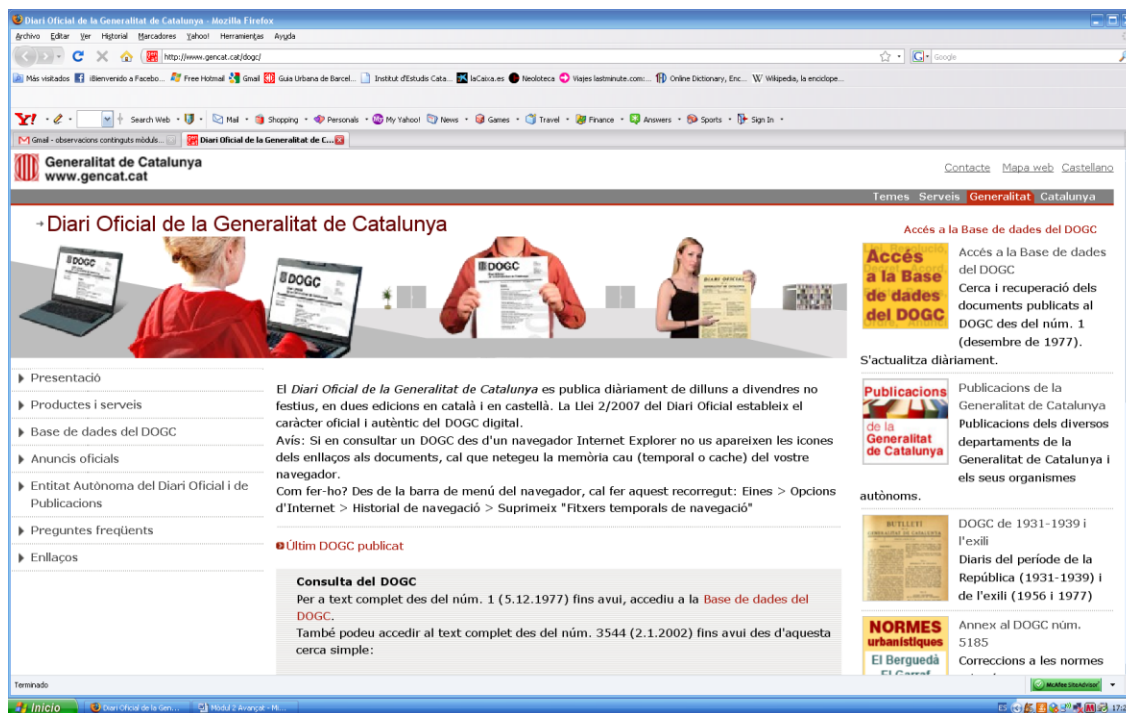 Diari Oficial de la Generalitat de Catalunya - Mozilla Firefox
Archivo Editar Ver Historial Marcadores Yahoo! Herramientas Ayuda
http://www.gencat.cat/dogc/
Google
Más visitados ¡Bienvenido a Facebo... Free Hotmail Gmail Guia Urbana de Barcel... Institut d'Estudis Cata... laCaixa.es Neoloteca Viajes lastminute.com:... Online Dictionary, Enc... Wikipedia, la enciclope...
Y! Search Web Mail Shopping Personals My Yahoo! News Games Travel Finance Answers Sports Sign In
Gmail - observacions continguts mòduls... Diari Oficial de la Generalitat de C...
Generalitat de Catalunya
www.gencat.cat
Contacte Mapa web Castellano
Temes Serveis Generalitat Catalunya
Diari Oficial de la Generalitat de Catalunya
DOGC
DOGC
DOGC
DIARI OFICIAL
Presentació
Productes i serveis
Base de dades del DOGC
Anuncis oficials
Entitat Autònoma del Diari Oficial i de
Publicacions
Preguntes freqüents
Enllaços
El Diari Oficial de la Generalitat de Catalunya es publica diàriament de dilluns a divendres no
festius, en dues edicions en català i en castellà. La Llei 2/2007 del Diari Oficial estableix el
caràcter oficial i autèntic del DOGC digital.
Avís: Si en consultar un DOGC des d'un navegador Internet Explorer no us apareixen les icones
dels enllaços als documents, cal que netegeu la memòria cau (temporal o cache) del vostre
navegador.
Com fer-ho? Des de la barra de menú del navegador, cal fer aquest recorregut: Eines > Opcions
d'Internet > Historial de navegació > Suprimeix "Fitxers temporals de navegació"
Últim DOGC publicat
Consulta del DOGC
Per a text complet des del núm. 1 (5.12.1977) fins avui, accediu a la Base de dades del
DOGC.
També podeu accedir al text complet des del núm. 3544 (2.1.2002) fins avui des d'aquesta
cerca simple:
Accés a la Base de dades del DOGC
Accés
a la Base
de dades
del DOGC
Accés a la Base de dades
del DOGC
Cerca i recuperació dels
documents publicats al
DOGC des del núm. 1
(desembre de 1977).
S'actualitza diàriament.
Publicacions
de la
Generalitat
de Catalunya
Publicacions de la
Generalitat de Catalunya
Publicacions dels diversos
departaments de la
Generalitat de Catalunya i
els seus organismes
autònoms.
BUTLLETÍ
GENERALITAT DE CATALUNYA
DOGC de 1931-1939 i
l'exili
Diaris del període de la
República (1931-1939) i
de l'exili (1956 i 1977)
NORMES
urbanístiques
El Berguedà
El Garraf
Annex al DOGC núm.
5185
Correccions a les normes
Terminado
McAfee SiteAdvisor
Inicio Diari Oficial de la Gen... Mòdul 2 Avançat - Mi...